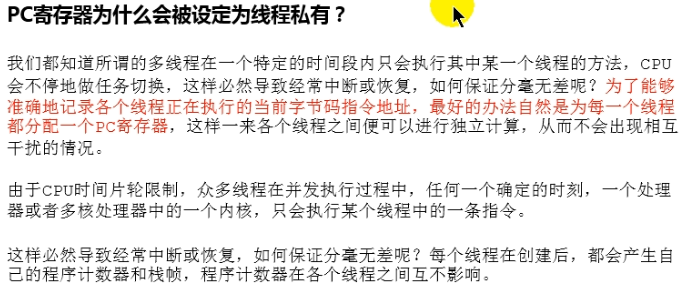 PC寄存器为什么会被设定为线程私有？
我们都知道所谓的多线程在一个特定的时间段内只会执行其中某一个线程的方法，CPU
会不停地做任务切换，这样必然导致经常中断或恢复，如何保证分毫无差呢？为了能够
准确地记录各个线程正在执行的当前字节码指令地址，最好的办法自然是为每一个线程
都分配一个PC寄存器，这样一来各个线程之间便可以进行独立计算，从而不会出现相互
干扰的情况。
由于CPU时间片轮限制，众多线程在并发执行过程中，任何一个确定的时刻，一个处理
器或者多核处理器中的一个内核，只会执行某个线程中的一条指令。
这样必然导致经常中断或恢复，如何保证分毫无差呢？每个线程在创建后，都会产生自
己的程序计数器和栈帧，程序计数器在各个线程之间互不影响。